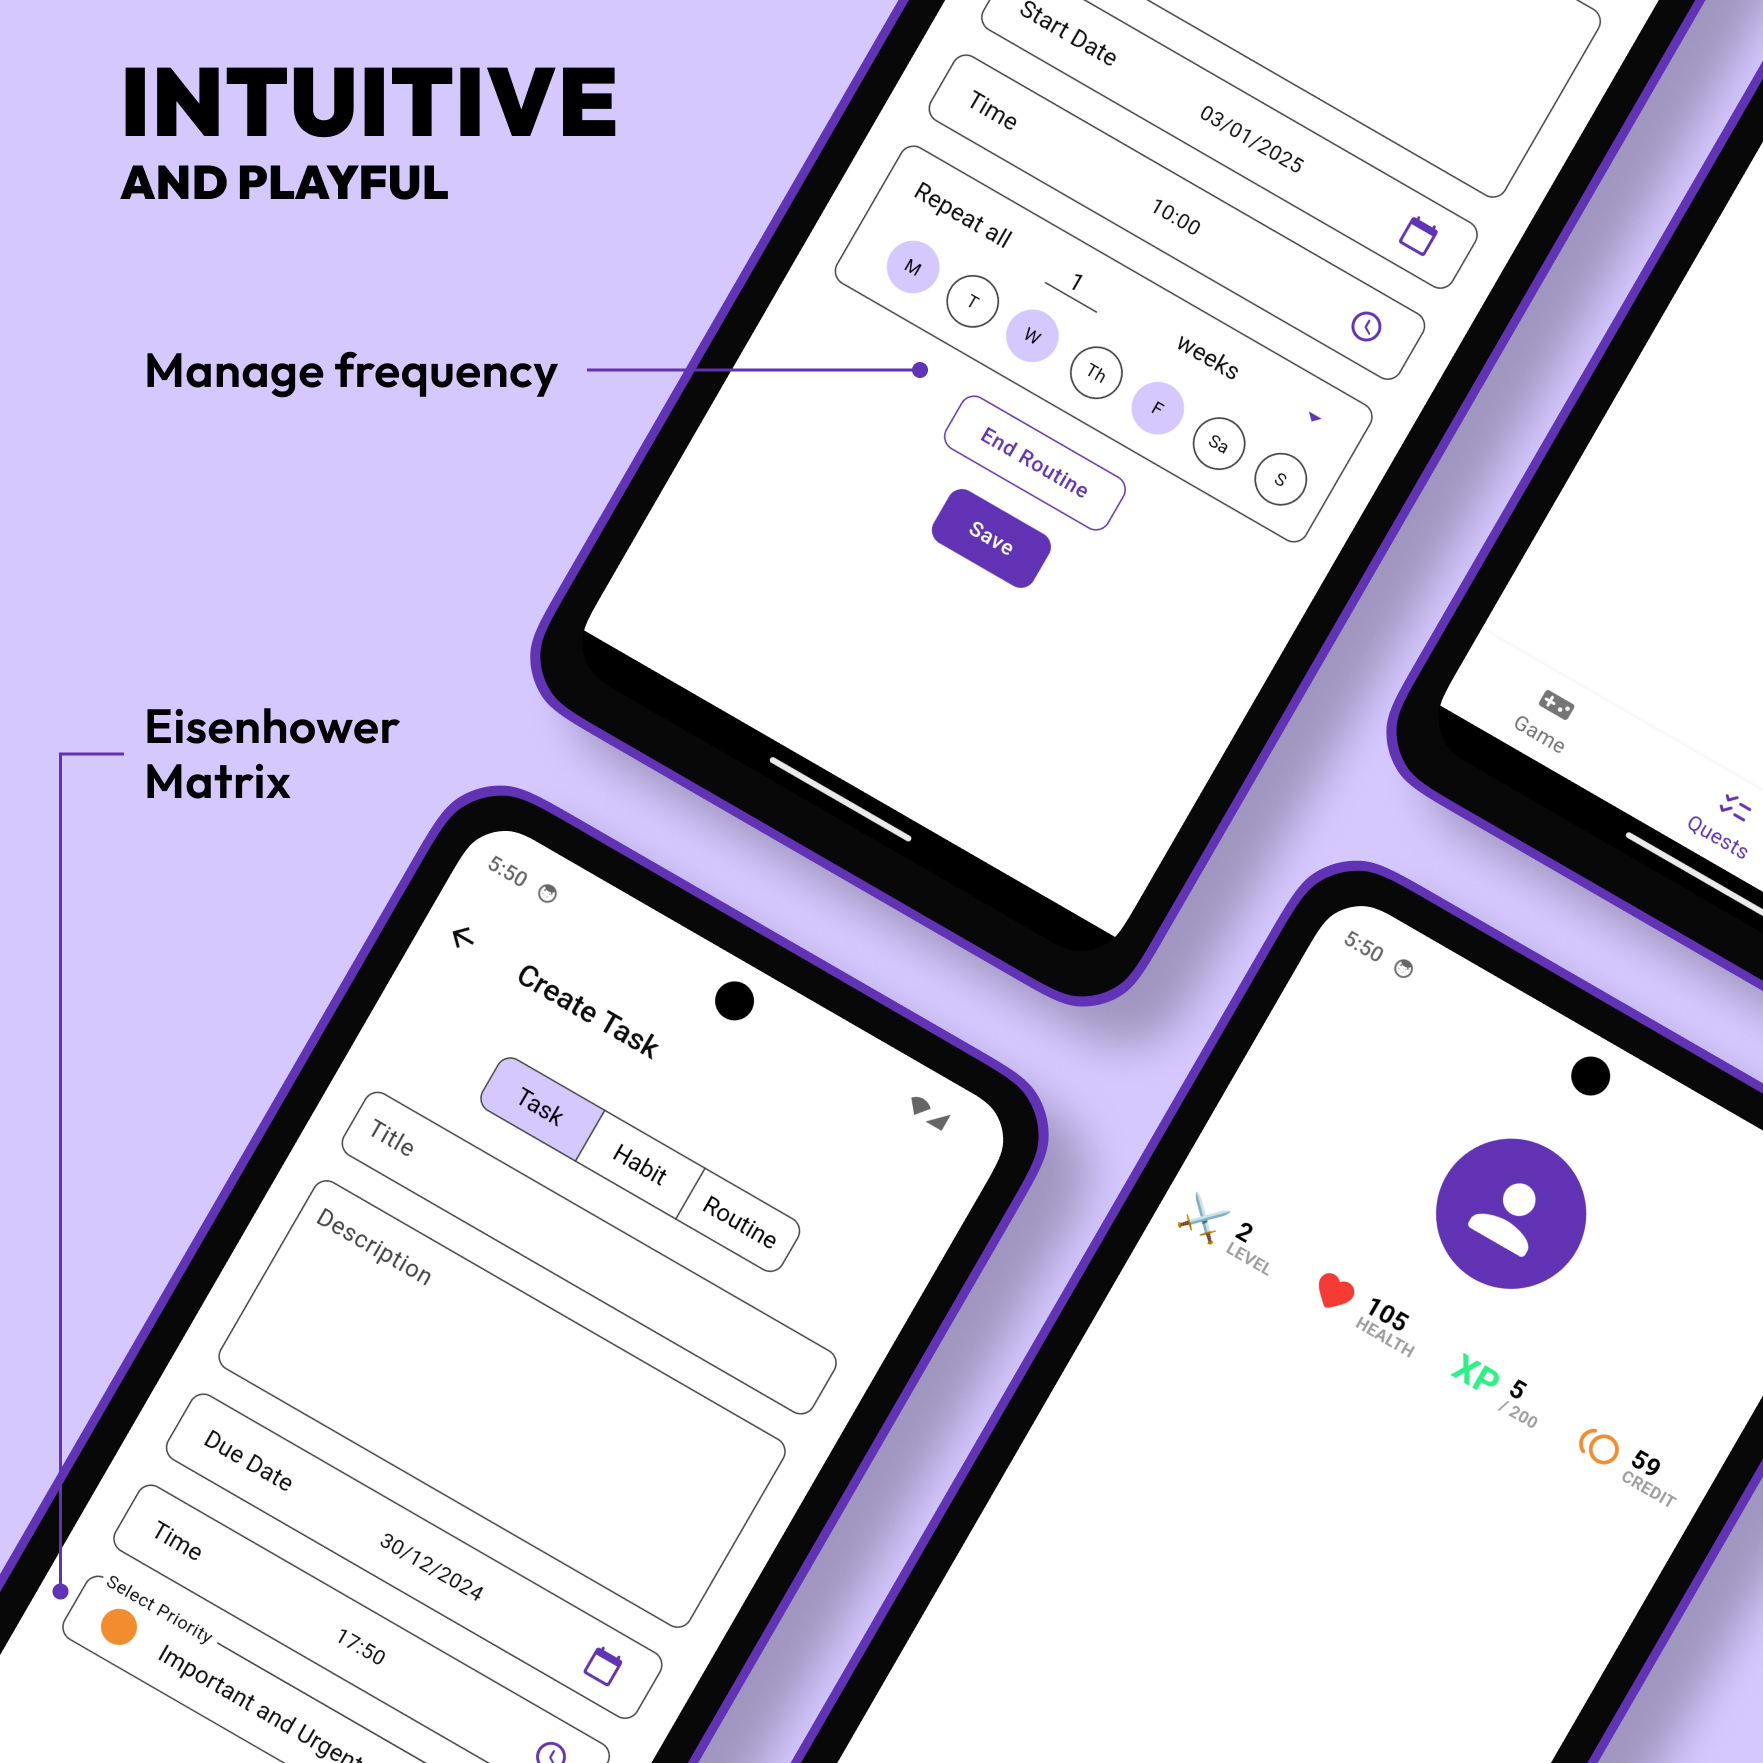 INTUITIVE
AND PLAYFUL
Manage frequency
Eisenhower
Matrix
Start Date
03/01/2025
Time
10:00
Repeat all
1
weeks
M
T
W
Th
F
Sa
S
End Routine
Save
Game
Quests
5:50
Create Task
Task
Habit
Routine
Title
Description
Due Date
30/12/2024
Time
17:50
Select Priority
Important and Urgent
5:50
2
LEVEL
105
HEALTH
XP
5
/ 200
59
CREDIT